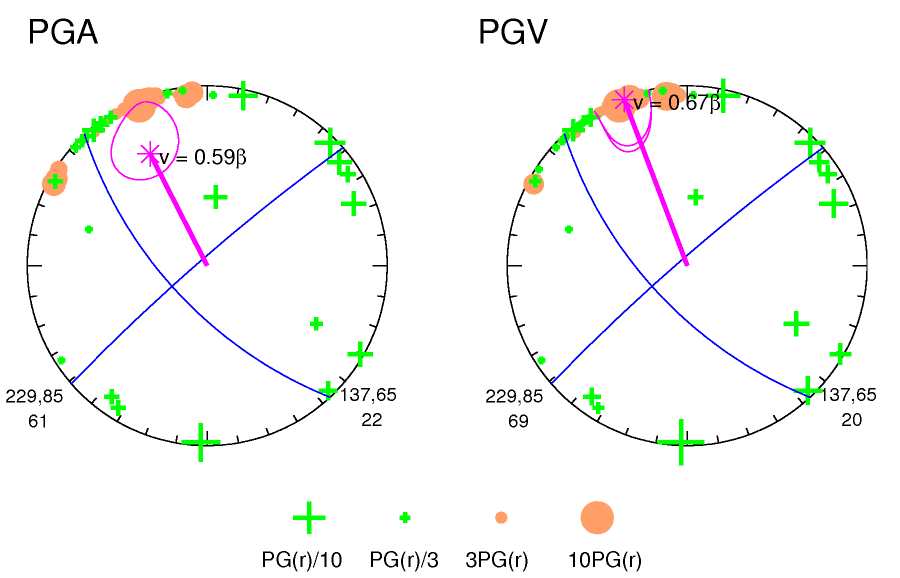 PGA
PGV
v = 0.59β
v = 0.67β
229,85
61
137,65
22
229,85
69
137,65
20
PG(r)/10 PG(r)/3 3PG(r) 10PG(r)